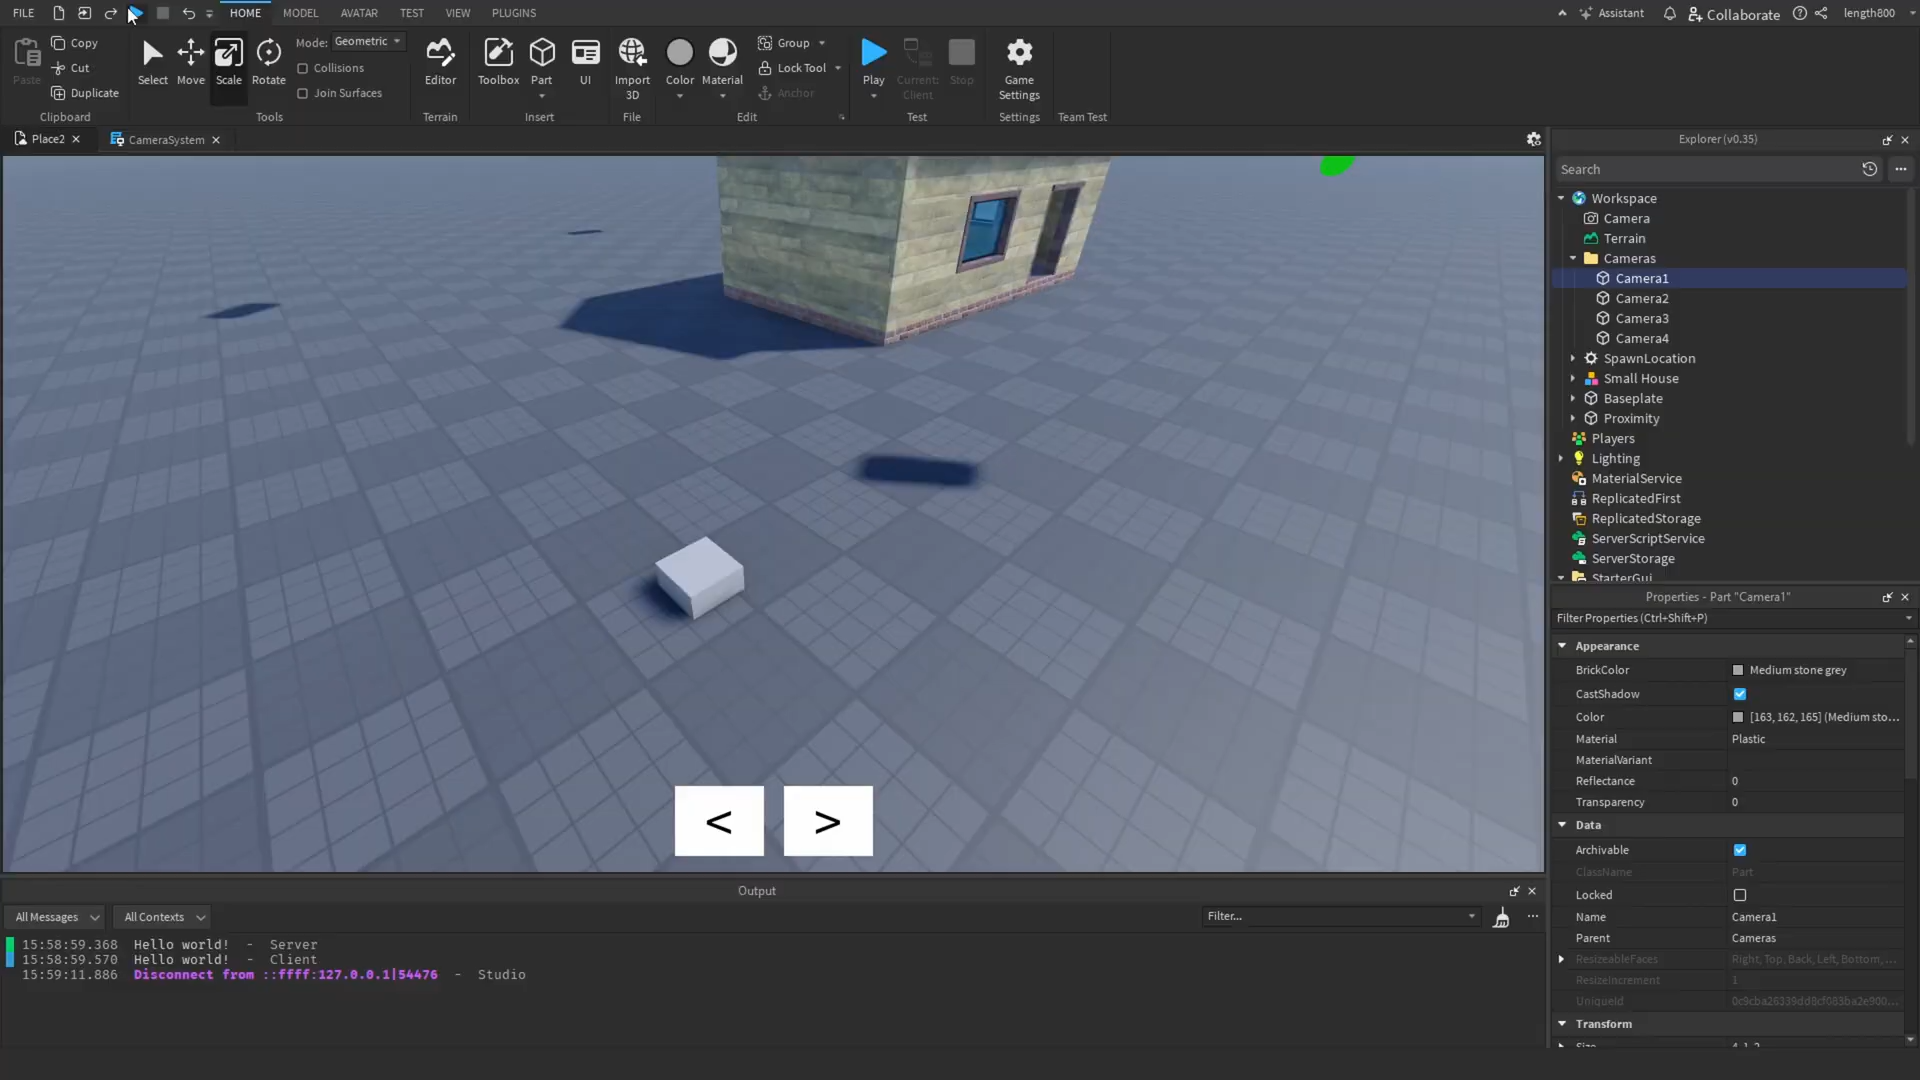 FILE HOME MODEL AVATAR TEST VIEW PLUGINS Assistant Collaborate length800
Paste Copy Cut Duplicate Clipboard
Select Move Scale Rotate Mode: Geometric Collisions Join Surfaces Tools
Editor Terrain
Toolbox Part UI Insert
Import 3D File
Color Material Group Lock Tool Anchor Edit
Play Current: Client Stop Test
Game Settings Settings Team Test
Place2 CameraSystem
< >
Output
All Messages All Contexts Filter...
15:58:59.368 Hello world! - Server
15:58:59.570 Hello world! - Client
15:59:11.886 Disconnect from ::ffff:127.0.0.1|54476 - Studio
Explorer (v0.35)
Search
Workspace
Camera
Terrain
Cameras
Camera1
Camera2
Camera3
Camera4
SpawnLocation
Small House
Baseplate
Proximity
Players
Lighting
MaterialService
ReplicatedFirst
ReplicatedStorage
ServerScriptService
ServerStorage
StarterGui
Properties - Part "Camera1"
Filter Properties (Ctrl+Shift+P)
Appearance
BrickColor Medium stone grey
CastShadow
Color [163, 162, 165] (Medium sto...
Material Plastic
MaterialVariant
Reflectance 0
Transparency 0
Data
Archivable
ClassName Part
Locked
Name Camera1
Parent Cameras
ResizeableFaces Right, Top, Back, Left, Bottom, ...
ResizeIncrement 1
UniqueId
Transform
Size 4, 1, 2